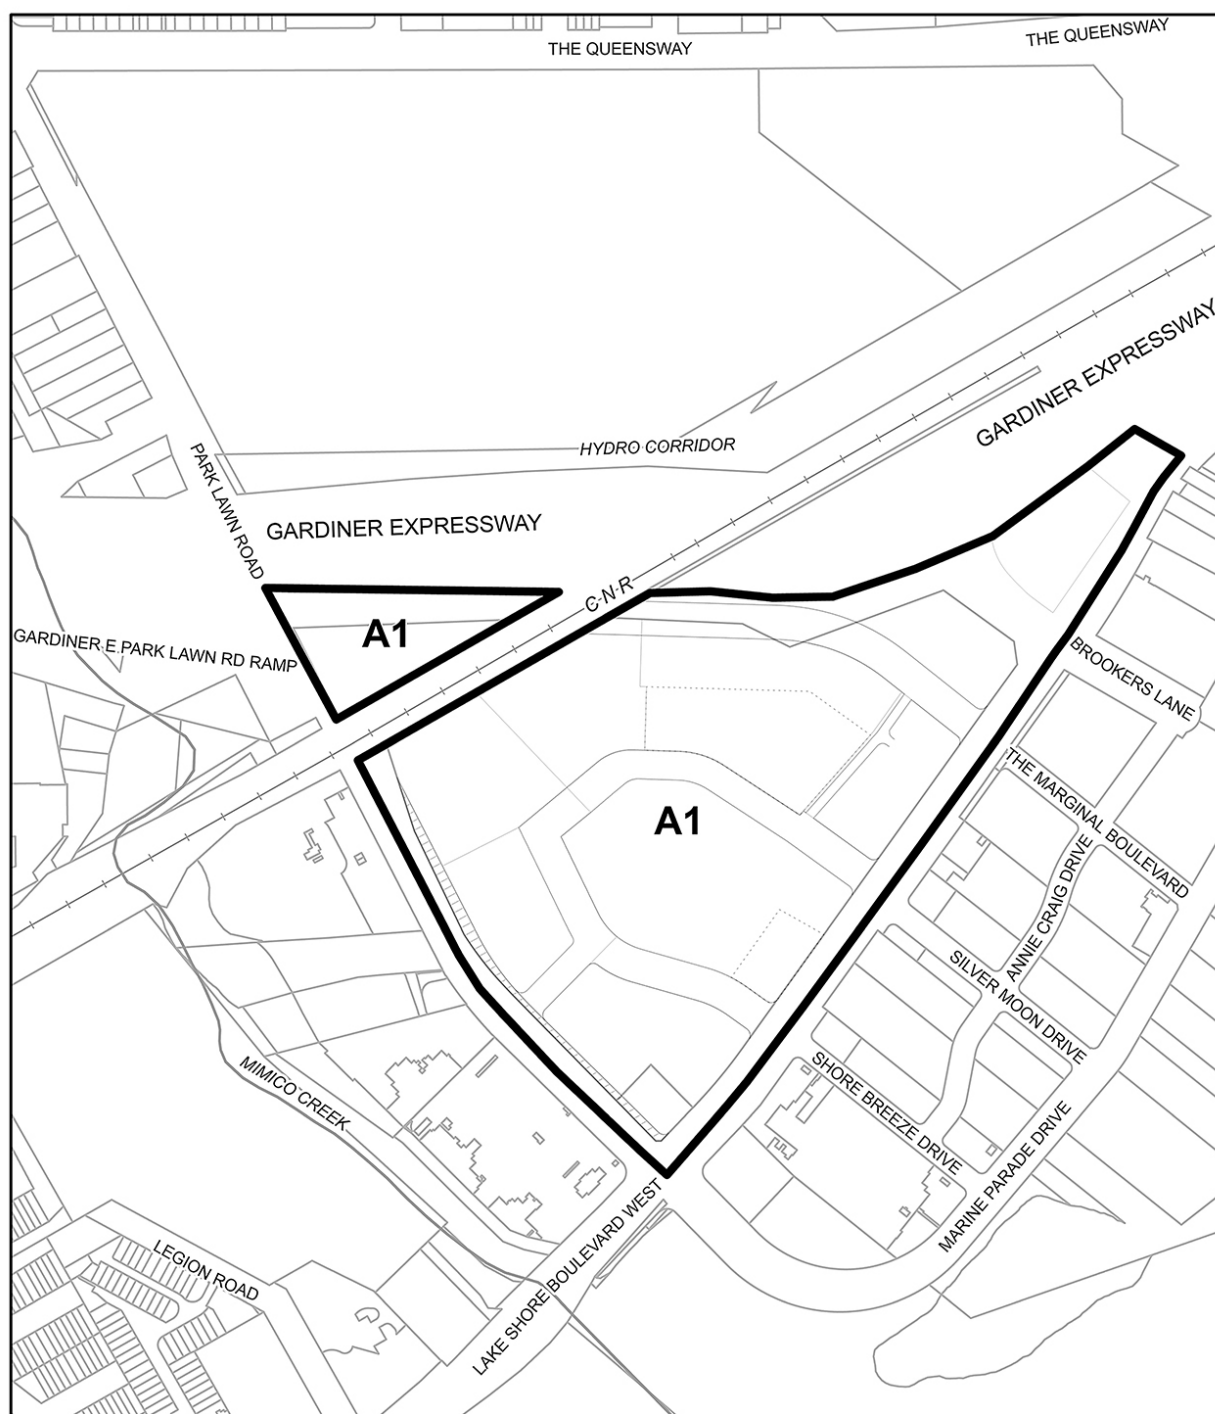 THE QUEENSWAY
THE QUEENSWAY
GARDINER EXPRESSWAY
HYDRO CORRIDOR
PARK LAWN ROAD
GARDINER EXPRESSWAY
C-N-R
A1
GARDINER E PARK LAWN RD RAMP
BROOKERS LANE
THE MARGINAL BOULEVARD
A1
ANNIE CRAIG DRIVE
SILVER MOON DRIVE
SHORE BREEZE DRIVE
MIMICO CREEK
MARINE PARADE DRIVE
LAKE SHORE BOULEVARD WEST
LEGION ROAD